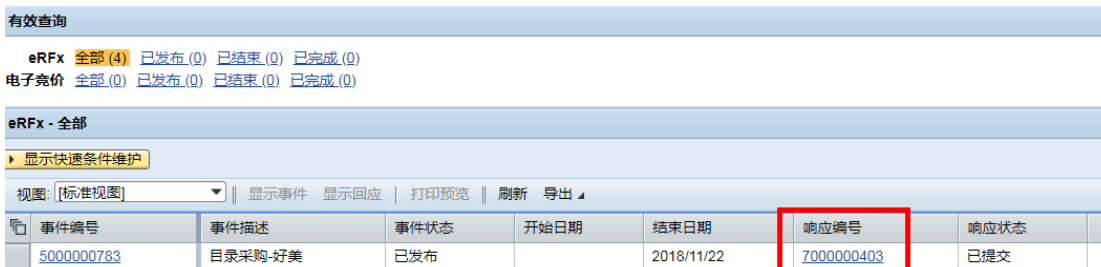 有效查询
eRFx 全部 (4) 已发布 (0) 已结束 (0) 已完成 (0)
电子竞价 全部 (0) 已发布 (0) 已结束 (0) 已完成 (0)
eRFx - 全部
显示快速条件维护
视图: [标准视图] 显示事件 显示回应 打印预览 刷新 导出
事件编号 事件描述 事件状态 开始日期 结束日期 响应编号 响应状态
5000000783 目录采购-好美 已发布 2018/11/22 7000000403 已提交